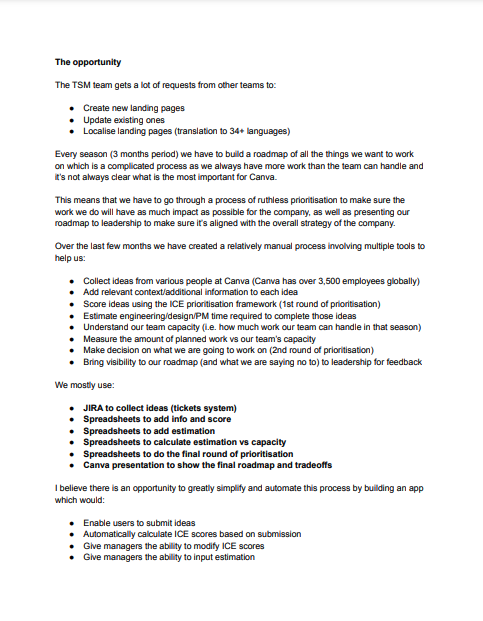 The opportunity
The TSM team gets a lot of requests from other teams to:
● Create new landing pages
● Update existing ones
● Localise landing pages (translation to 34+ languages)
Every season (3 months period) we have to build a roadmap of all the things we want to work
on which is a complicated process as we always have more work than the team can handle and
it's not always clear what is the most important for Canva.
This means that we have to go through a process of ruthless prioritisation to make sure the
work we do will have as much impact as possible for the company, as well as presenting our
roadmap to leadership to make sure it's aligned with the overall strategy of the company.
Over the last few months we have created a relatively manual process involving multiple tools to
help us:
● Collect ideas from various people at Canva (Canva has over 3,500 employees globally)
● Add relevant context/additional information to each idea
● Score ideas using the ICE prioritisation framework (1st round of prioritisation)
● Estimate engineering/design/PM time required to complete those ideas
● Understand our team capacity (i.e. how much work our team can handle in that season)
● Measure the amount of planned work vs our team's capacity
● Make decision on what we are going to work on (2nd round of prioritisation)
● Bring visibility to our roadmap (and what we are saying no to) to leadership for feedback
We mostly use:
● JIRA to collect ideas (tickets system)
● Spreadsheets to add info and score
● Spreadsheets to add estimation
● Spreadsheets to calculate estimation vs capacity
● Spreadsheets to do the final round of prioritisation
● Canva presentation to show the final roadmap and tradeoffs
I believe there is an opportunity to greatly simplify and automate this process by building an app
which would:
● Enable users to submit ideas
● Automatically calculate ICE scores based on submission
● Give managers the ability to modify ICE scores
● Give managers the ability to input estimation